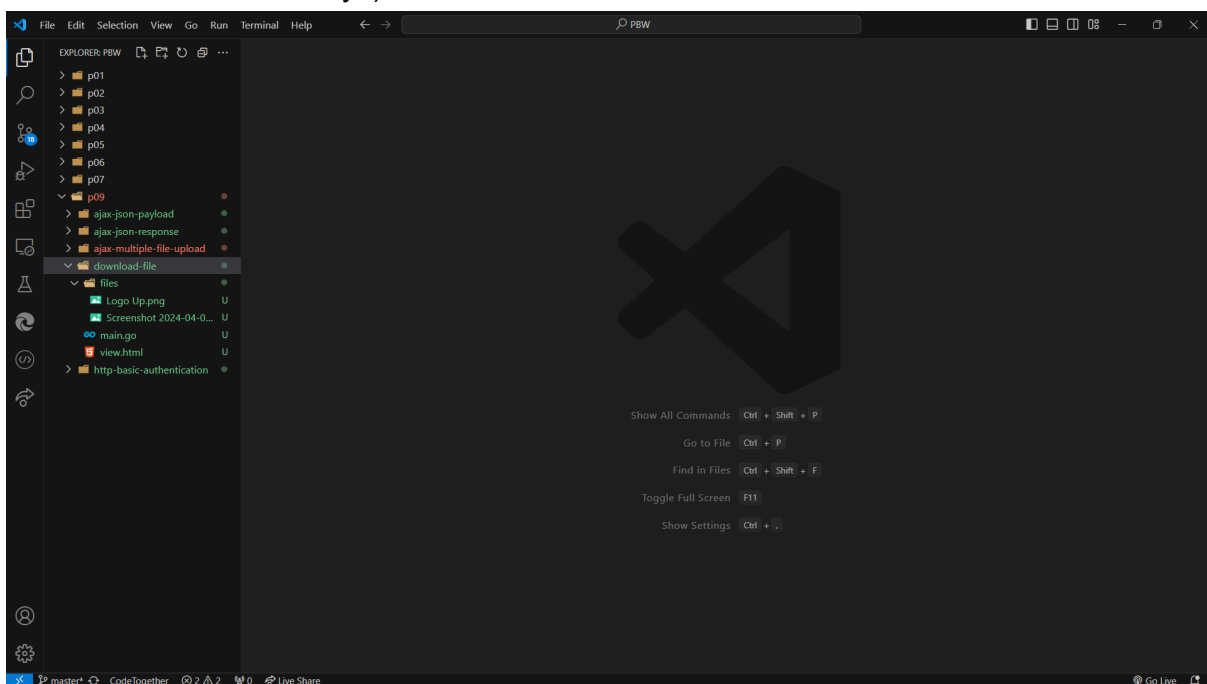 File Edit Selection View Go Run Terminal Help
PBW
EXPLORER: PBW
p01
p02
p03
p04
p05
p06
p07
p09
ajax-json-payload
ajax-json-response
ajax-multiple-file-upload
download-file
files
Logo Up.png U
Screenshot 2024-04-0... U
main.go U
view.html U
http-basic-authentication
18
Show All Commands Ctrl + Shift + P
Go to File Ctrl + P
Find in Files Ctrl + Shift + F
Toggle Full Screen F11
Show Settings Ctrl + ,
master* CodeTogether 2 2 0 Live Share Go Live